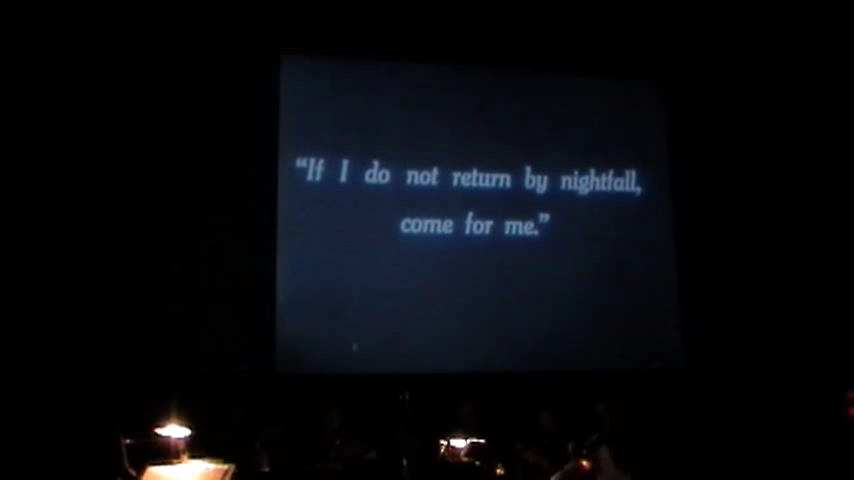 “If I do not return by nightfall,
come for me.”